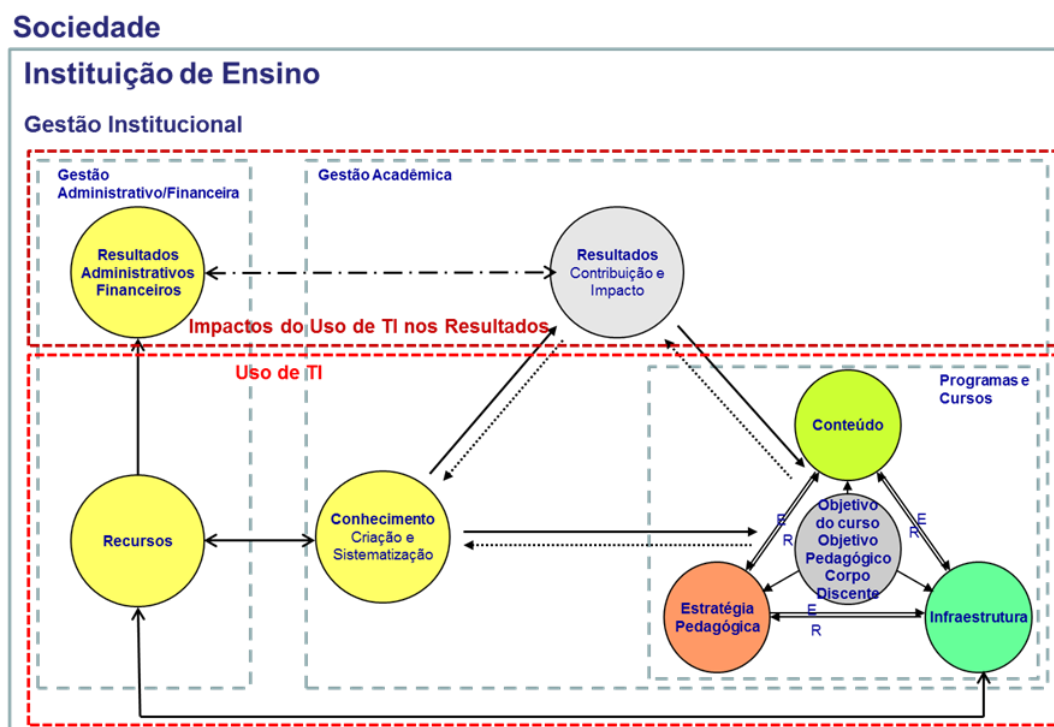 Sociedade
Instituição de Ensino
Gestão Institucional
Gestão
Administrativo/Financeira
Gestão Acadêmica
Resultados
Administrativos
Financeiros
Resultados
Contribuição e
Impacto
Impactos do Uso de TI nos Resultados
Uso de TI
Programas e
Cursos
Conteúdo
Recursos
Conhecimento
Criação e
Sistematização
Objetivo
do curso
Objetivo
Pedagógico
Corpo
Discente
E
R
E
R
Estratégia
Pedagógica
E
R
Infraestrutura